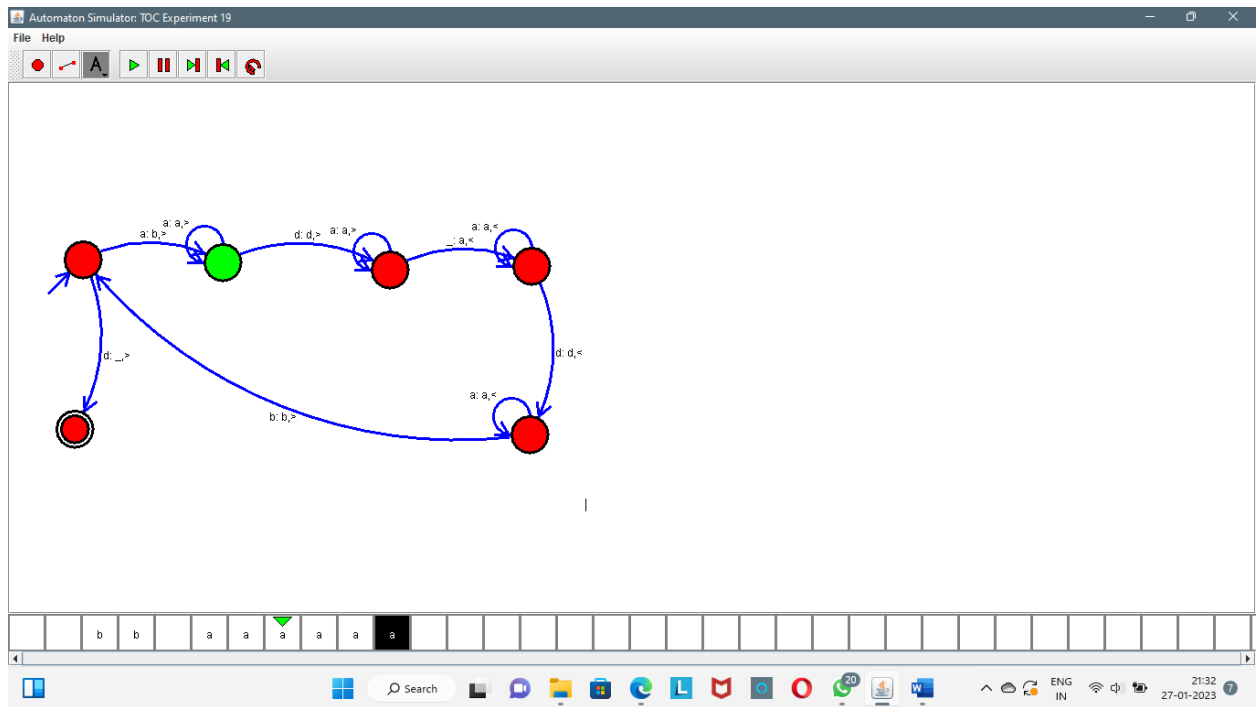 Automaton Simulator: TOC Experiment 19
File Help
A
a: a,>
a: b,>
d: d,>
a: a,>
_: a,<
a: a,<
d: _,>
d: d,<
a: a,<
b: b,>
b b a a a a a a
Search
L
20
W
ENG
IN
21:32
27-01-2023
7